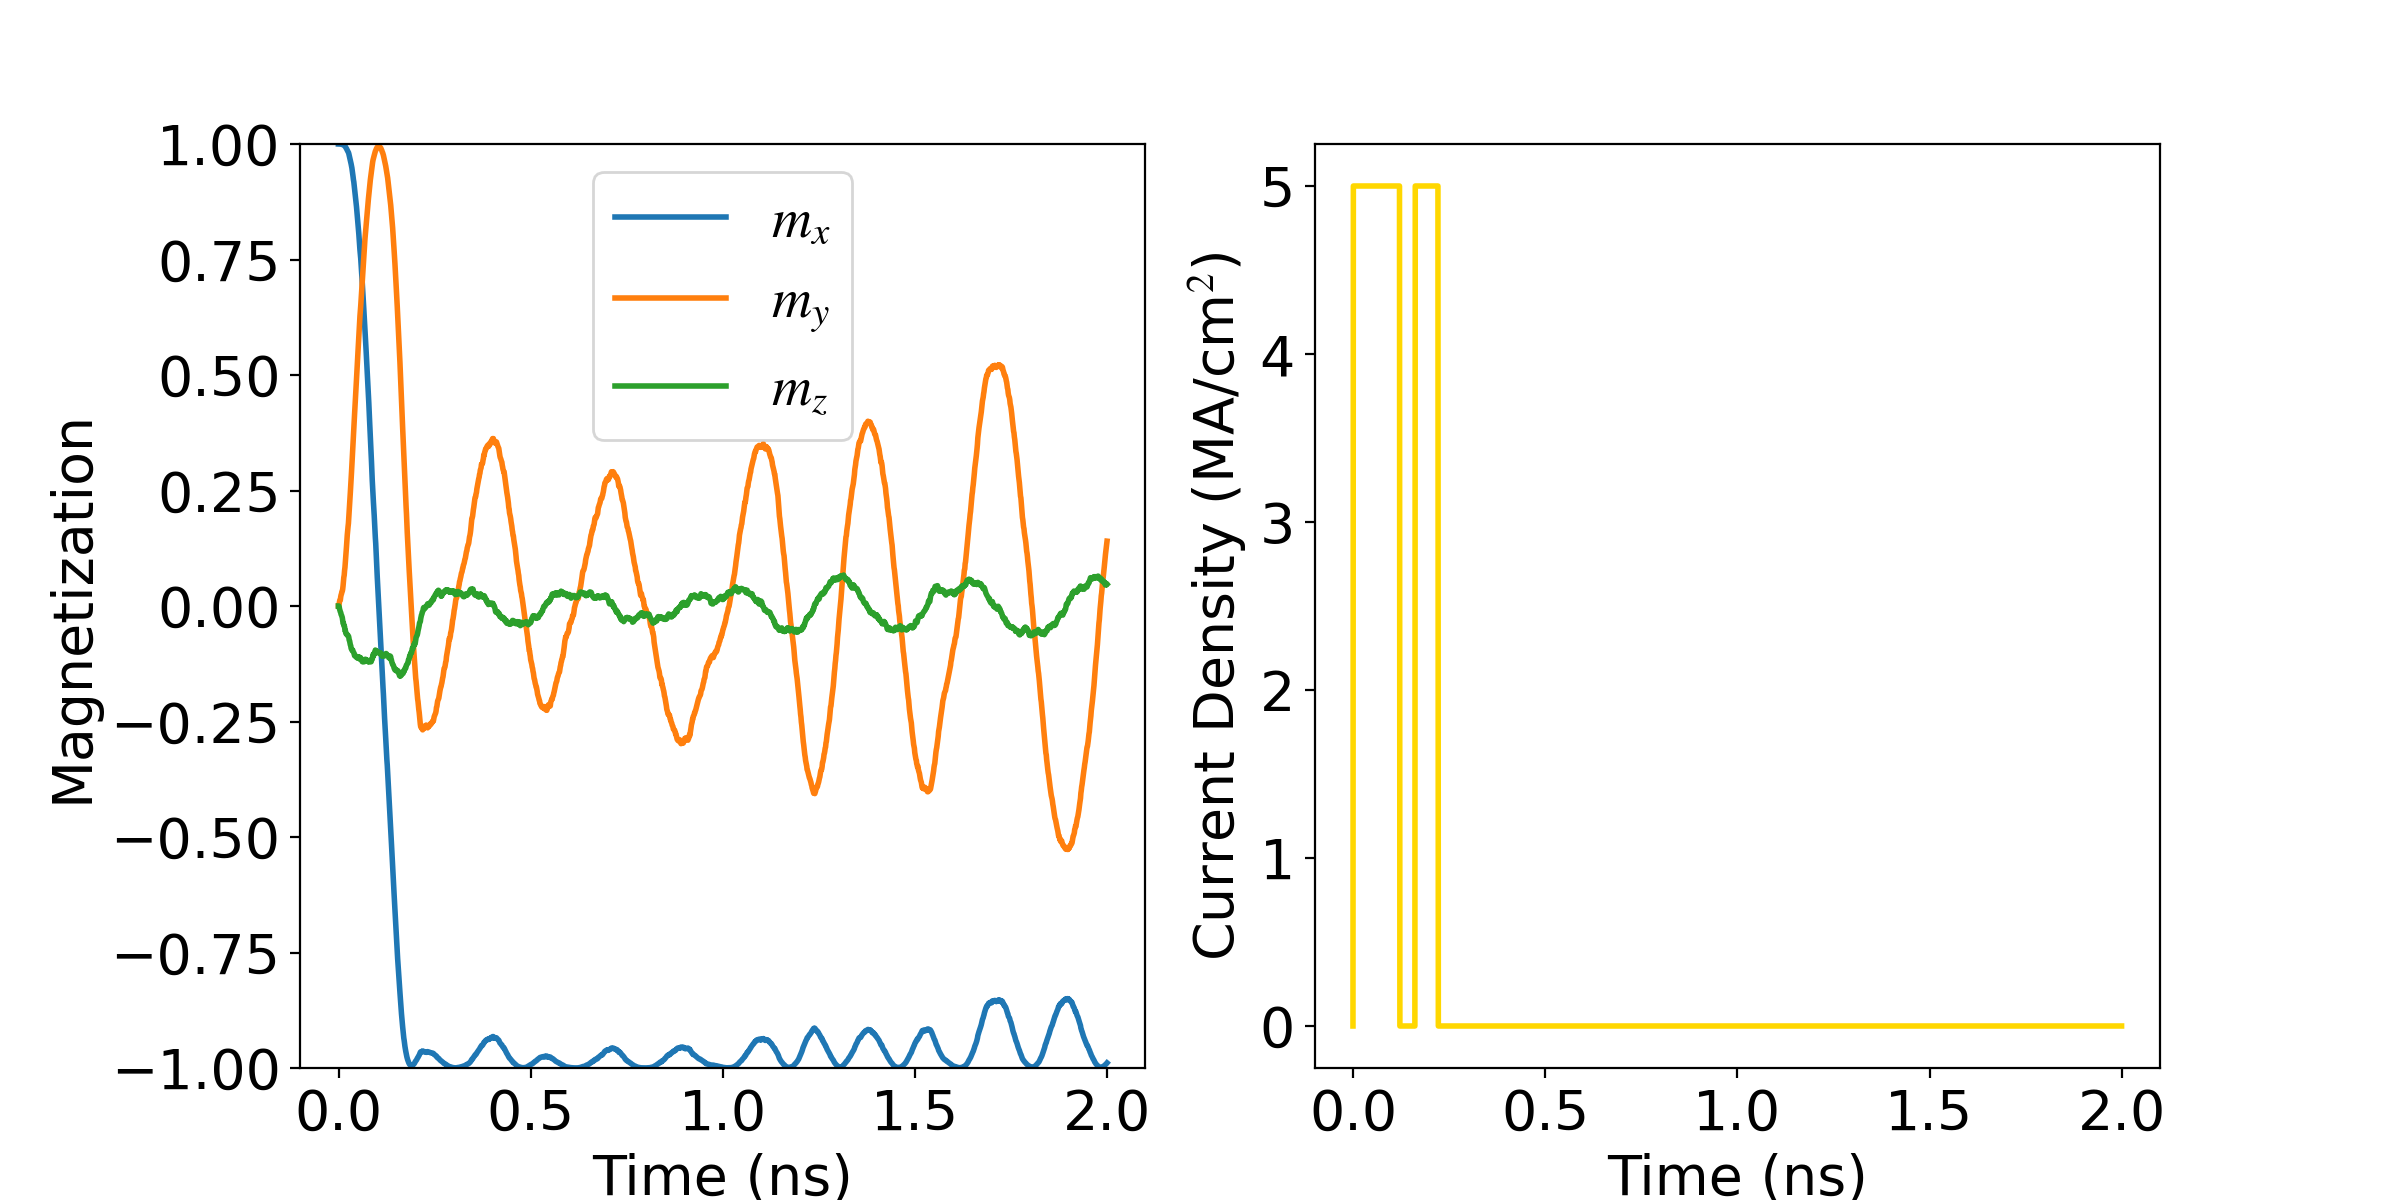 1.00
0.75
0.50
0.25
0.00
−0.25
−0.50
−0.75
−1.00
Magnetization
0.0 0.5 1.0 1.5 2.0
Time (ns)
m_x
m_y
m_z
5
4
3
2
1
0
Current Density (MA/cm²)
0.0 0.5 1.0 1.5 2.0
Time (ns)